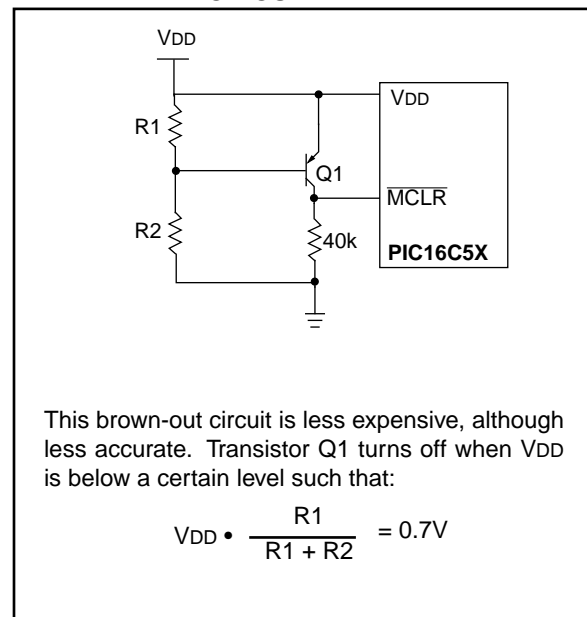 VDD
R1
VDD
Q1
MCLR
R2
40k
PIC16C5X
This brown-out circuit is less expensive, although
less accurate. Transistor Q1 turns off when VDD
is below a certain level such that:
VDD • R1 / R1 + R2 = 0.7V